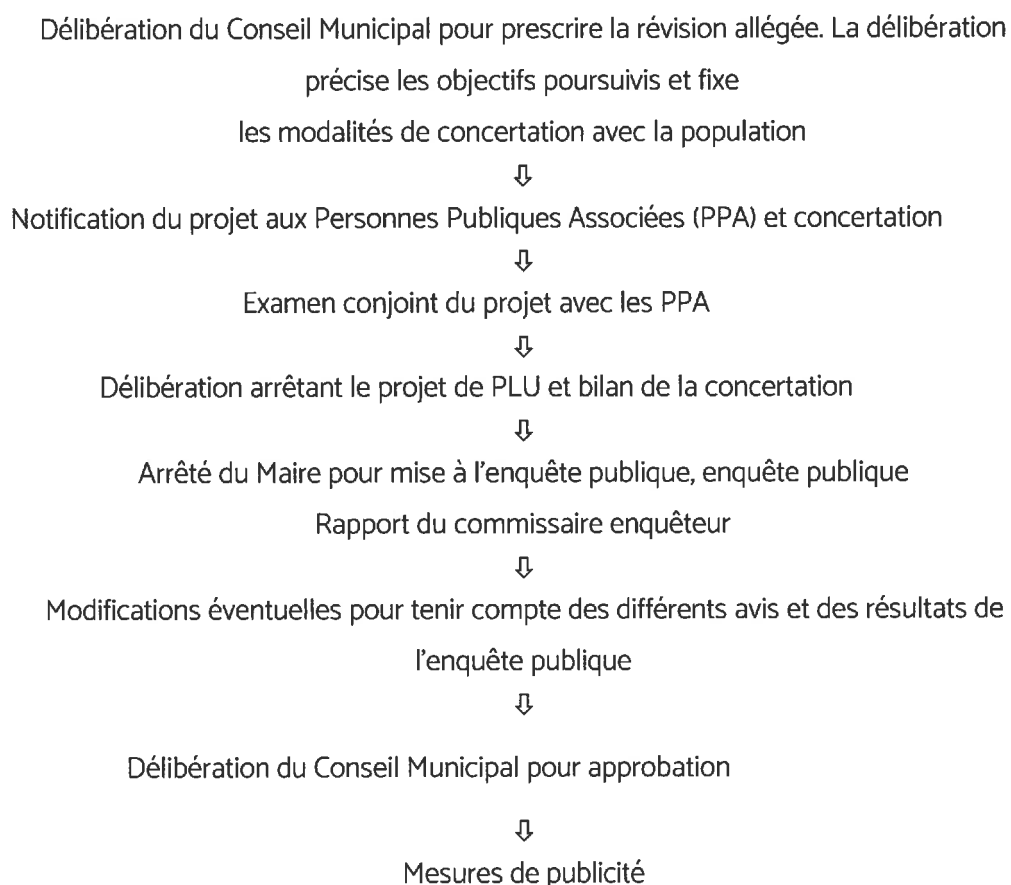 Délibération du Conseil Municipal pour prescrire la révision allégée. La délibération
précise les objectifs poursuivis et fixe
les modalités de concertation avec la population
⇩
Notification du projet aux Personnes Publiques Associées (PPA) et concertation
⇩
Examen conjoint du projet avec les PPA
⇩
Délibération arrêtant le projet de PLU et bilan de la concertation
⇩
Arrêté du Maire pour mise à l'enquête publique, enquête publique
Rapport du commissaire enquêteur
⇩
Modifications éventuelles pour tenir compte des différents avis et des résultats de
l'enquête publique
⇩
Délibération du Conseil Municipal pour approbation
⇩
Mesures de publicité